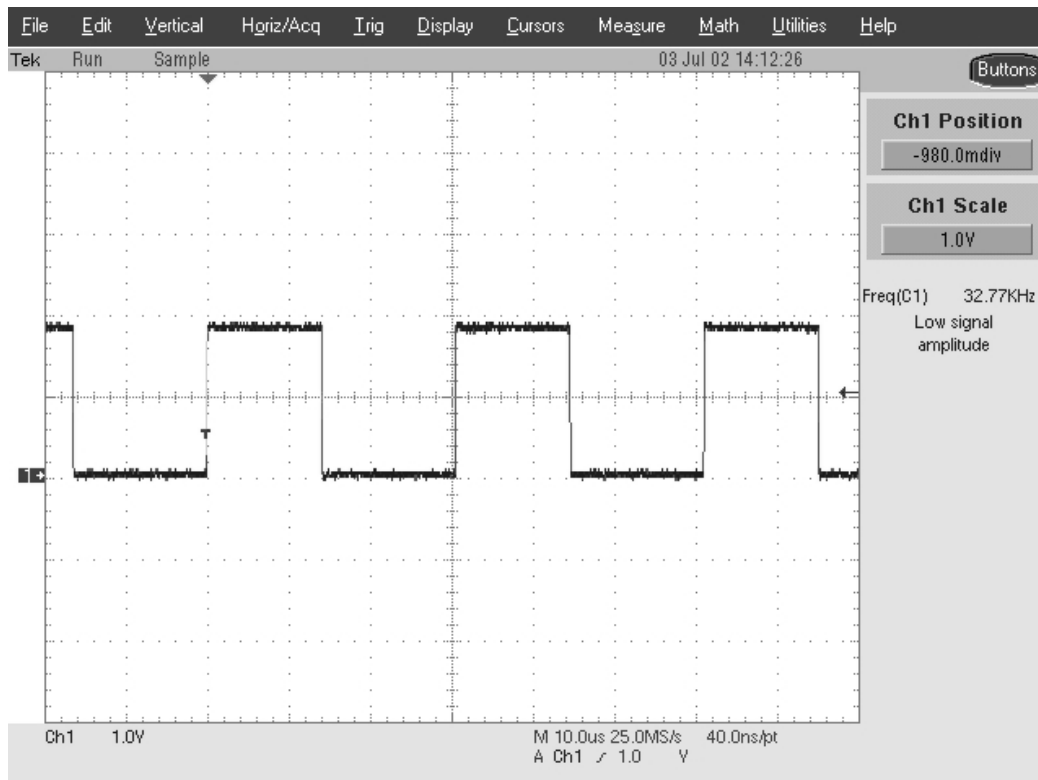 File Edit Vertical Horiz/Acq Trig Display Cursors Measure Math Utilities Help
Tek Run Sample 03 Jul 02 14:12:26
Buttons
Ch1 Position
-980.0mdiv
Ch1 Scale
1.0V
Freq(C1) 32.77KHz
Low signal
amplitude
T
1
Ch1 1.0V M 10.0us 25.0MS/s 40.0ns/pt
A Ch1 / 1.0 V